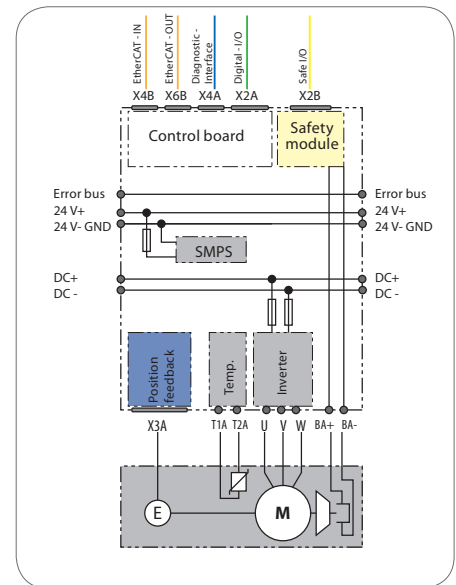 EtherCAT - IN
EtherCAT - OUT
Diagnostic -
Interface
Digital - I/O
Safe I/O
X4B
X6B
X4A
X2A
X2B
Control board
Safety
module
Error bus
Error bus
24 V+
24 V+
24 V- GND
24 V- GND
SMPS
DC+
DC+
DC -
DC -
Position
feedback
Temp.
Inverter
X3A
T1A
T2A
U
V
W
BA+
BA-
E
M